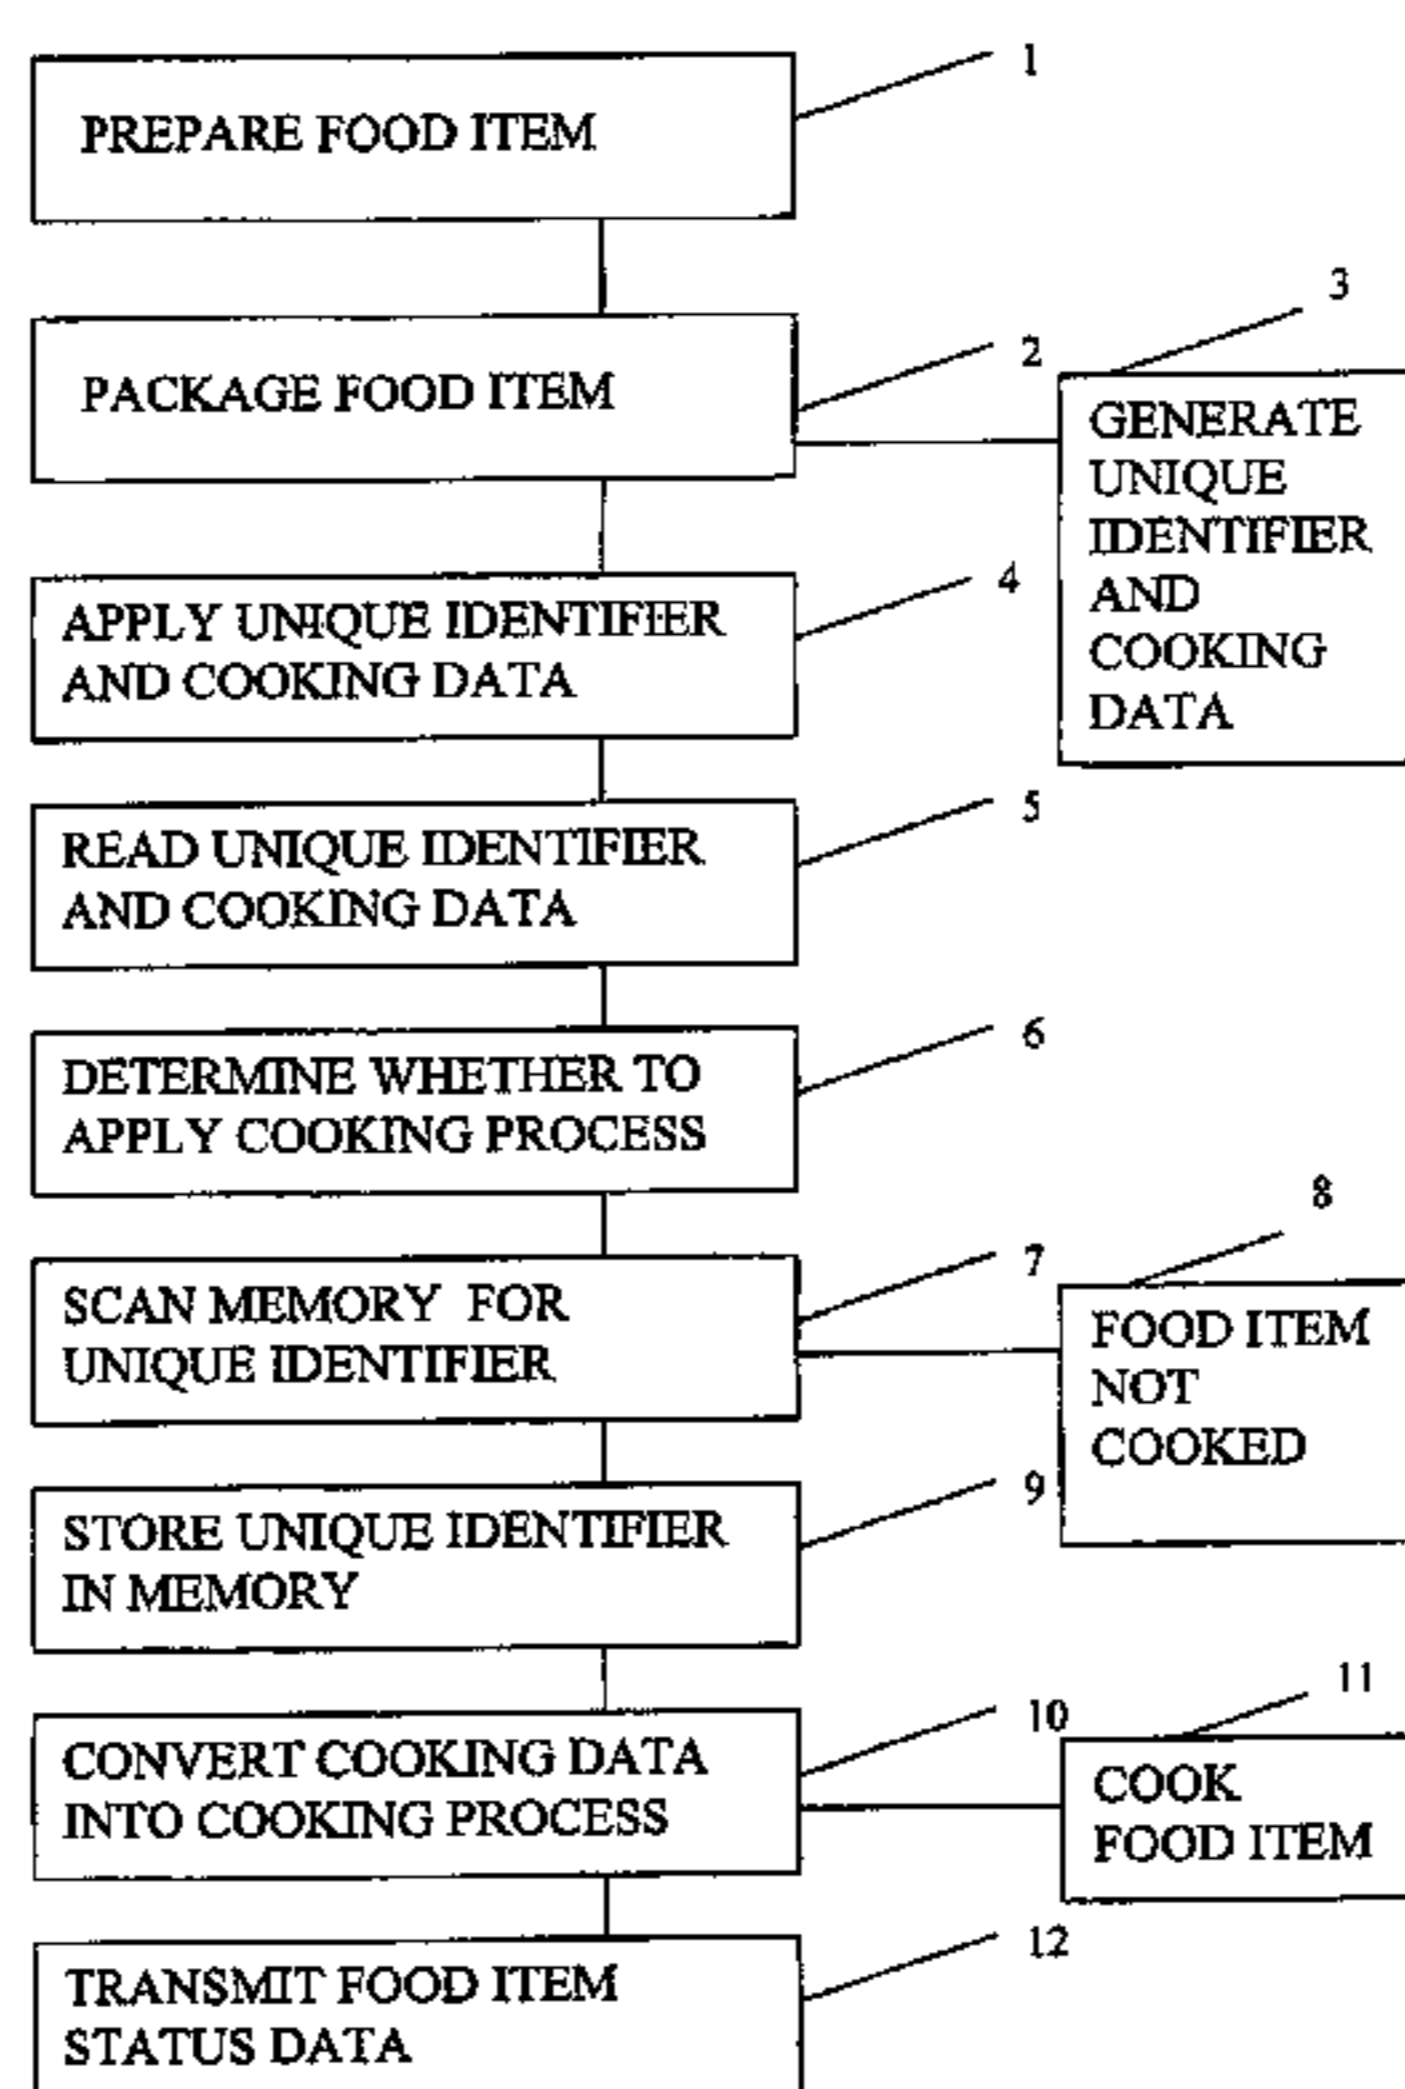 1
PREPARE FOOD ITEM
3
2
PACKAGE FOOD ITEM
GENERATE
UNIQUE
IDENTIFIER
AND
COOKING
DATA
4
APPLY UNIQUE IDENTIFIER
AND COOKING DATA
5
READ UNIQUE IDENTIFIER
AND COOKING DATA
6
DETERMINE WHETHER TO
APPLY COOKING PROCESS
8
7
SCAN MEMORY FOR
UNIQUE IDENTIFIER
FOOD ITEM
NOT
COOKED
9
STORE UNIQUE IDENTIFIER
IN MEMORY
11
10
CONVERT COOKING DATA
INTO COOKING PROCESS
COOK
FOOD ITEM
12
TRANSMIT FOOD ITEM
STATUS DATA